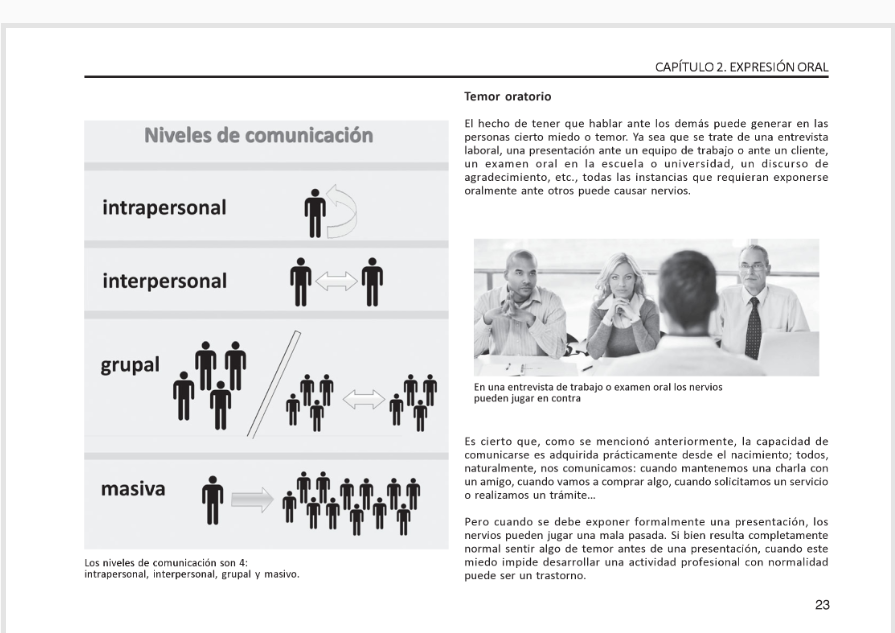 CAPÍTULO 2. EXPRESIÓN ORAL
Niveles de comunicación
intrapersonal
interpersonal
grupal
masiva
Los niveles de comunicación son 4:
intrapersonal, interpersonal, grupal y masivo.
Temor oratorio
El hecho de tener que hablar ante los demás puede generar en las
personas cierto miedo o temor. Ya sea que se trate de una entrevista
laboral, una presentación ante un equipo de trabajo o ante un cliente,
un examen oral en la escuela o universidad, un discurso de
agradecimiento, etc., todas las instancias que requieran exponerse
oralmente ante otros puede causar nervios.
En una entrevista de trabajo o examen oral los nervios
pueden jugar en contra
Es cierto que, como se mencionó anteriormente, la capacidad de
comunicarse es adquirida prácticamente desde el nacimiento; todos,
naturalmente, nos comunicamos: cuando mantenemos una charla con
un amigo, cuando vamos a comprar algo, cuando solicitamos un servicio
o realizamos un trámite...
Pero cuando se debe exponer formalmente una presentación, los
nervios pueden jugar una mala pasada. Si bien resulta completamente
normal sentir algo de temor antes de una presentación, cuando este
miedo impide desarrollar una actividad profesional con normalidad
puede ser un trastorno.
23